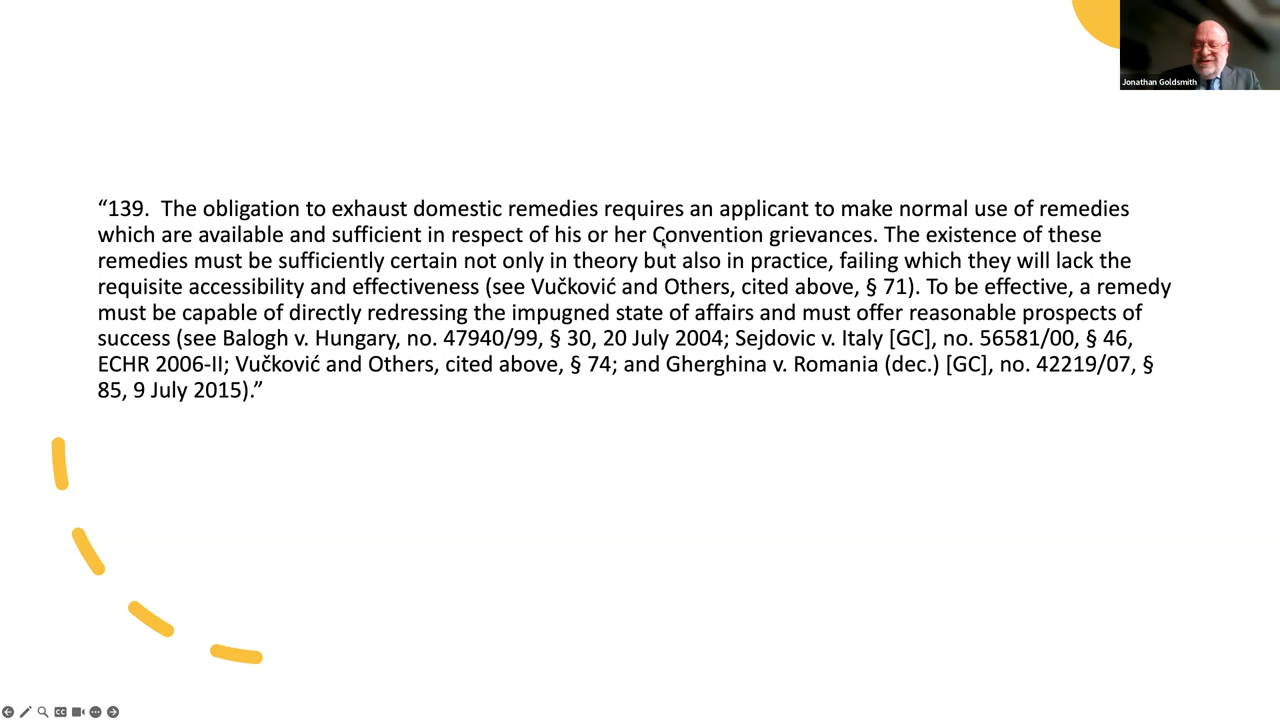 Jonathan Goldsmith
“139.  The obligation to exhaust domestic remedies requires an applicant to make normal use of remedies
which are available and sufficient in respect of his or her Convention grievances. The existence of these
remedies must be sufficiently certain not only in theory but also in practice, failing which they will lack the
requisite accessibility and effectiveness (see Vučković and Others, cited above, § 71). To be effective, a remedy
must be capable of directly redressing the impugned state of affairs and must offer reasonable prospects of
success (see Balogh v. Hungary, no. 47940/99, § 30, 20 July 2004; Sejdovic v. Italy [GC], no. 56581/00, § 46,
ECHR 2006-II; Vučković and Others, cited above, § 74; and Gherghina v. Romania (dec.) [GC], no. 42219/07, §
85, 9 July 2015).”